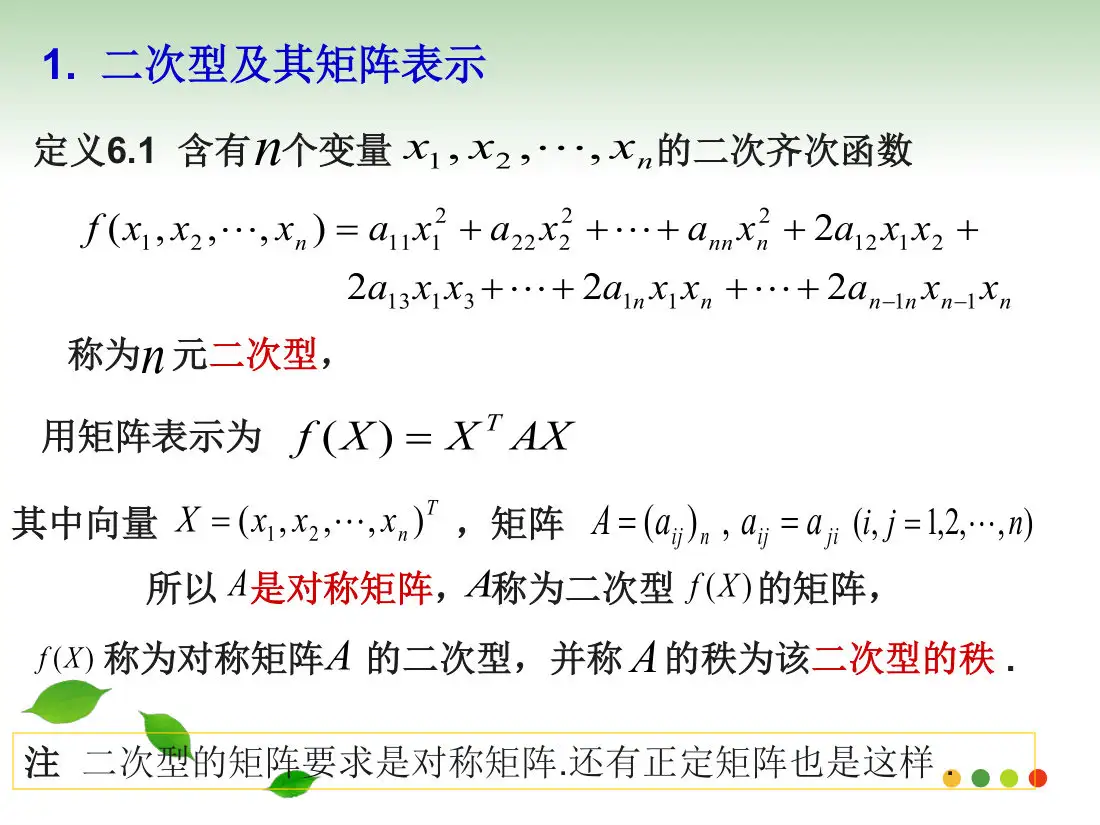 1. 二次型及其矩阵表示
定义6.1 含有n个变量 x₁, x₂, ⋯, xₙ 的二次齐次函数
f(x₁, x₂, ⋯, xₙ) = a₁₁x₁² + a₂₂x₂² + ⋯ + aₙₙxₙ² + 2a₁₂x₁x₂ +
2a₁₃x₁x₃ + ⋯ + 2a₁ₙx₁xₙ + ⋯ + 2aₙ₋₁ₙxₙ₋₁xₙ
称为n元二次型，
用矩阵表示为 f(X) = X^T AX
其中向量 X = (x₁, x₂, ⋯, xₙ)^T ，矩阵 A = (a_ij)_n , a_ij = a_ji (i, j = 1,2,⋯, n)
所以 A是对称矩阵，A称为二次型 f(X) 的矩阵，
f(X) 称为对称矩阵A 的二次型，并称 A 的秩为该二次型的秩 .
注 二次型的矩阵要求是对称矩阵.还有正定矩阵也是这样 .